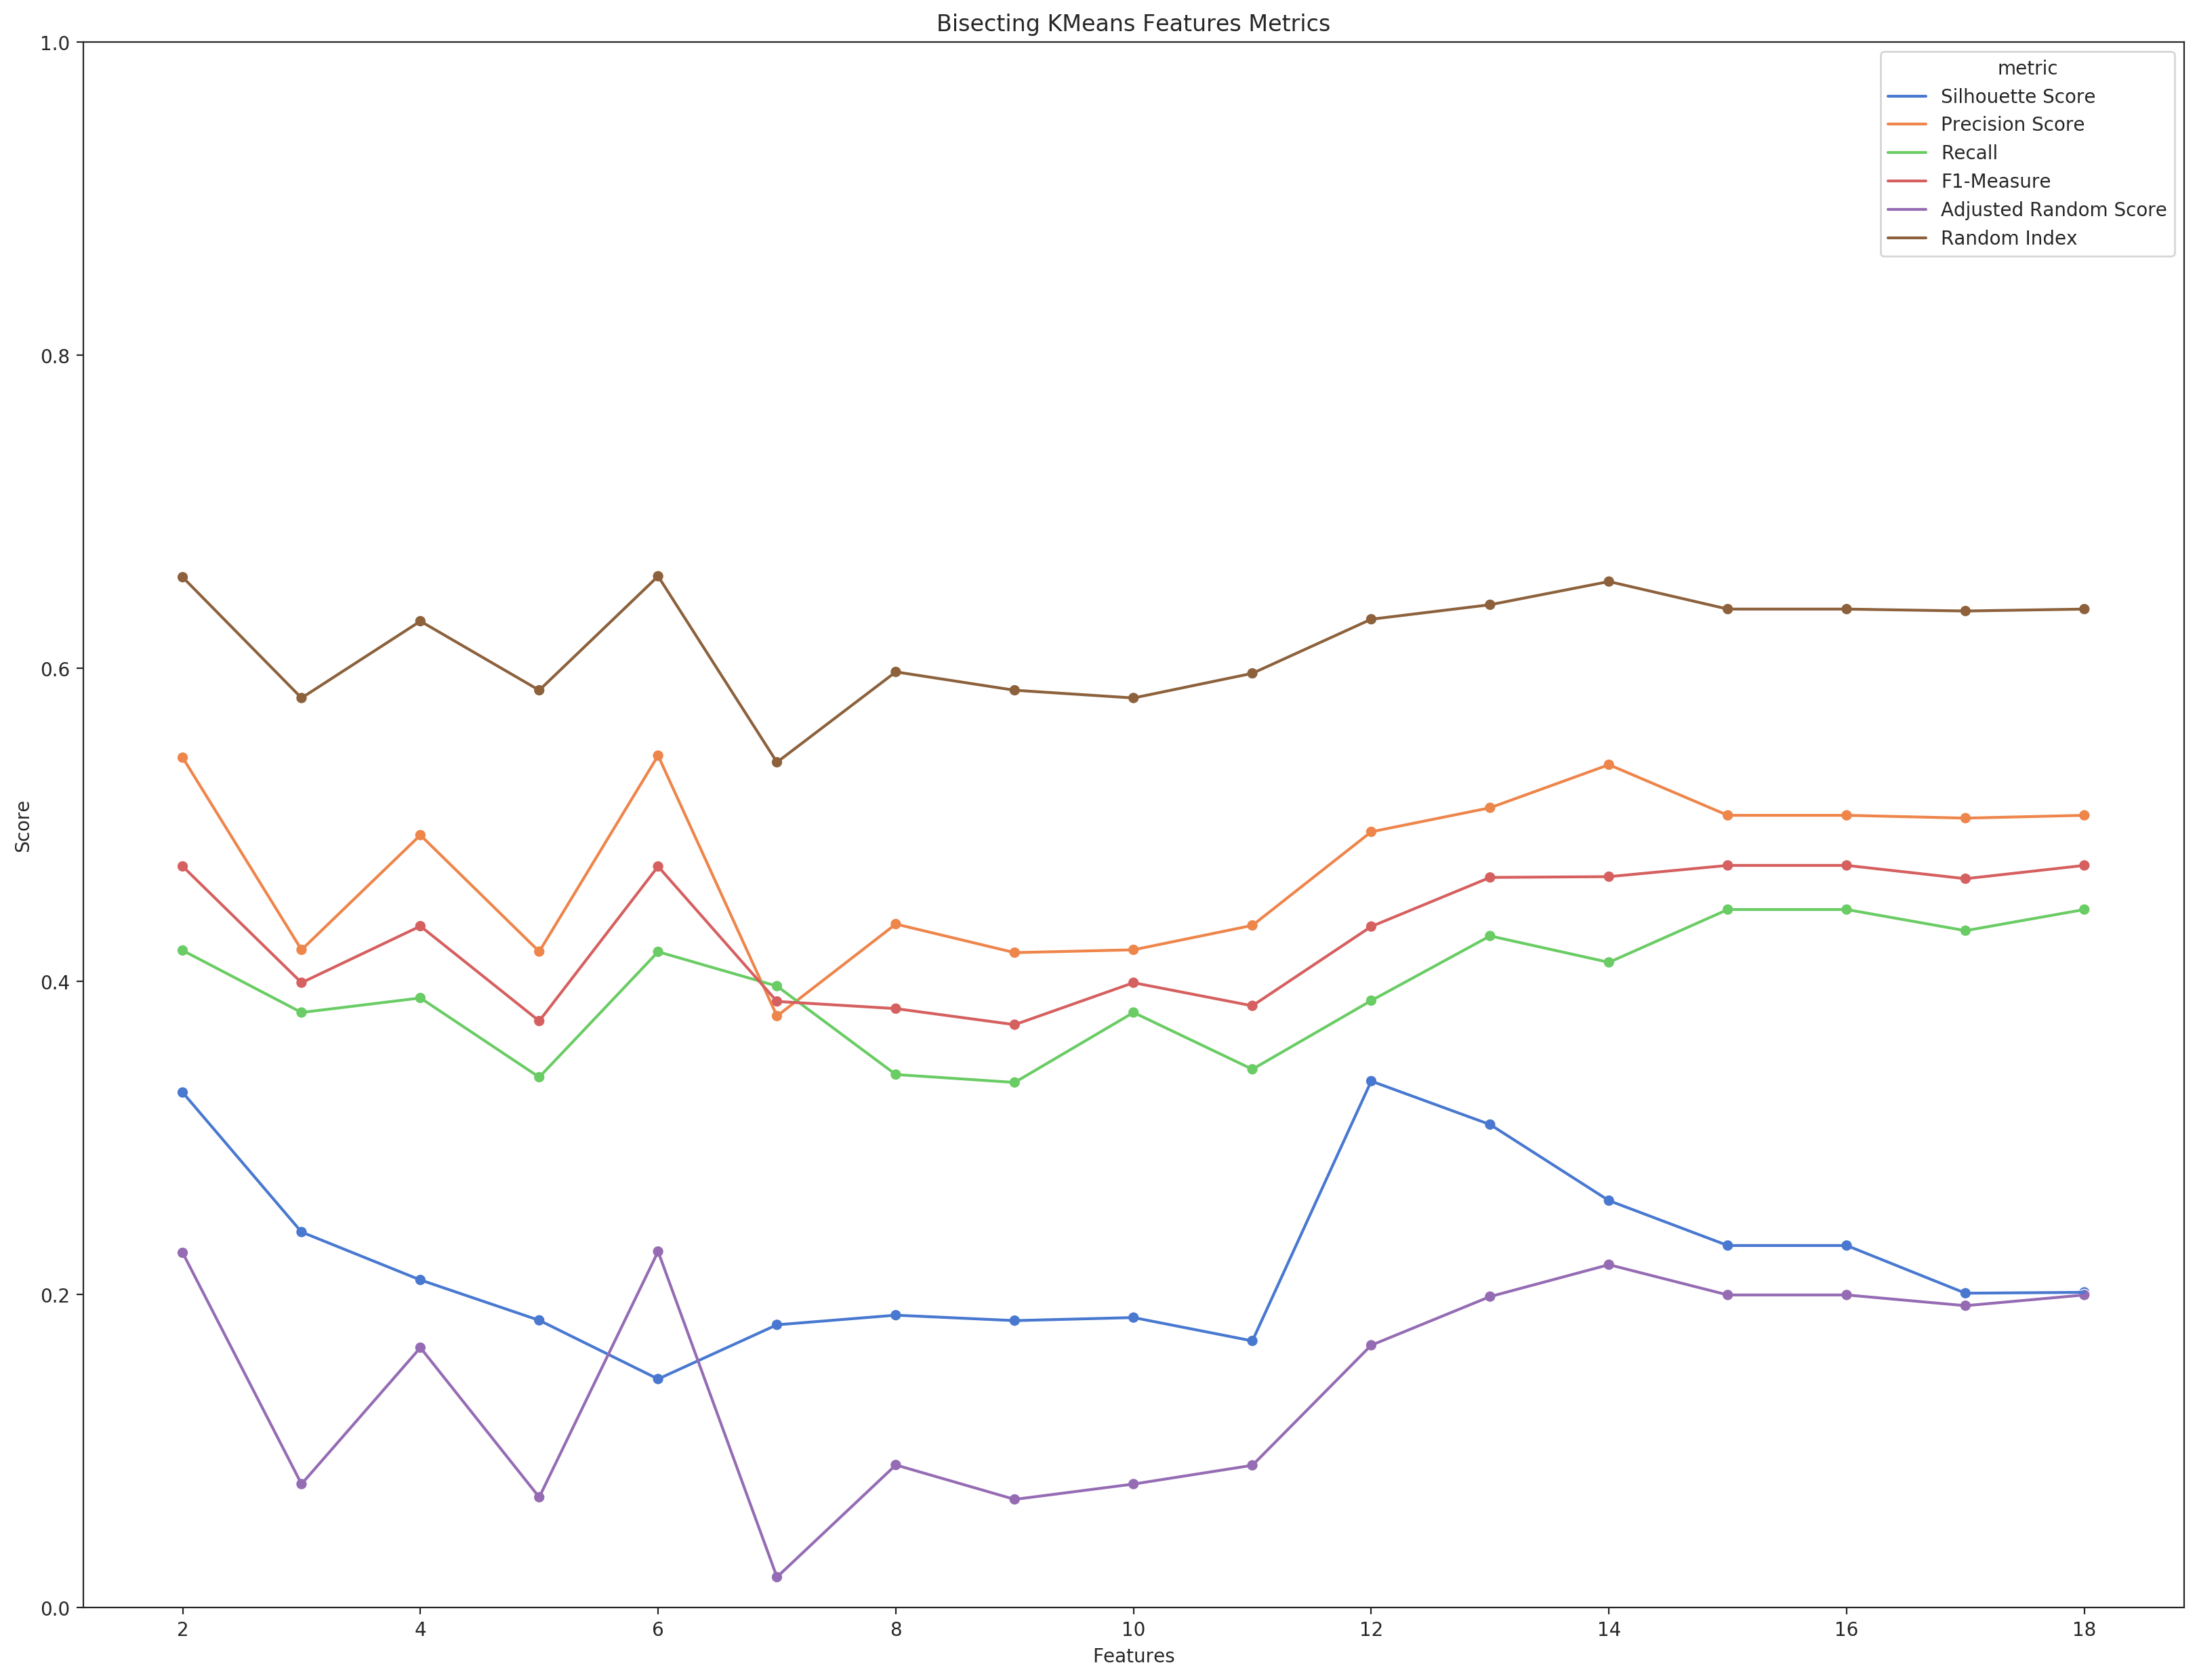 Bisecting KMeans Features Metrics
metric
Silhouette Score
Precision Score
Recall
F1-Measure
Adjusted Random Score
Random Index
1.0
0.8
0.6
0.4
0.2
0.0
Score
2 4 6 8 10 12 14 16 18
Features